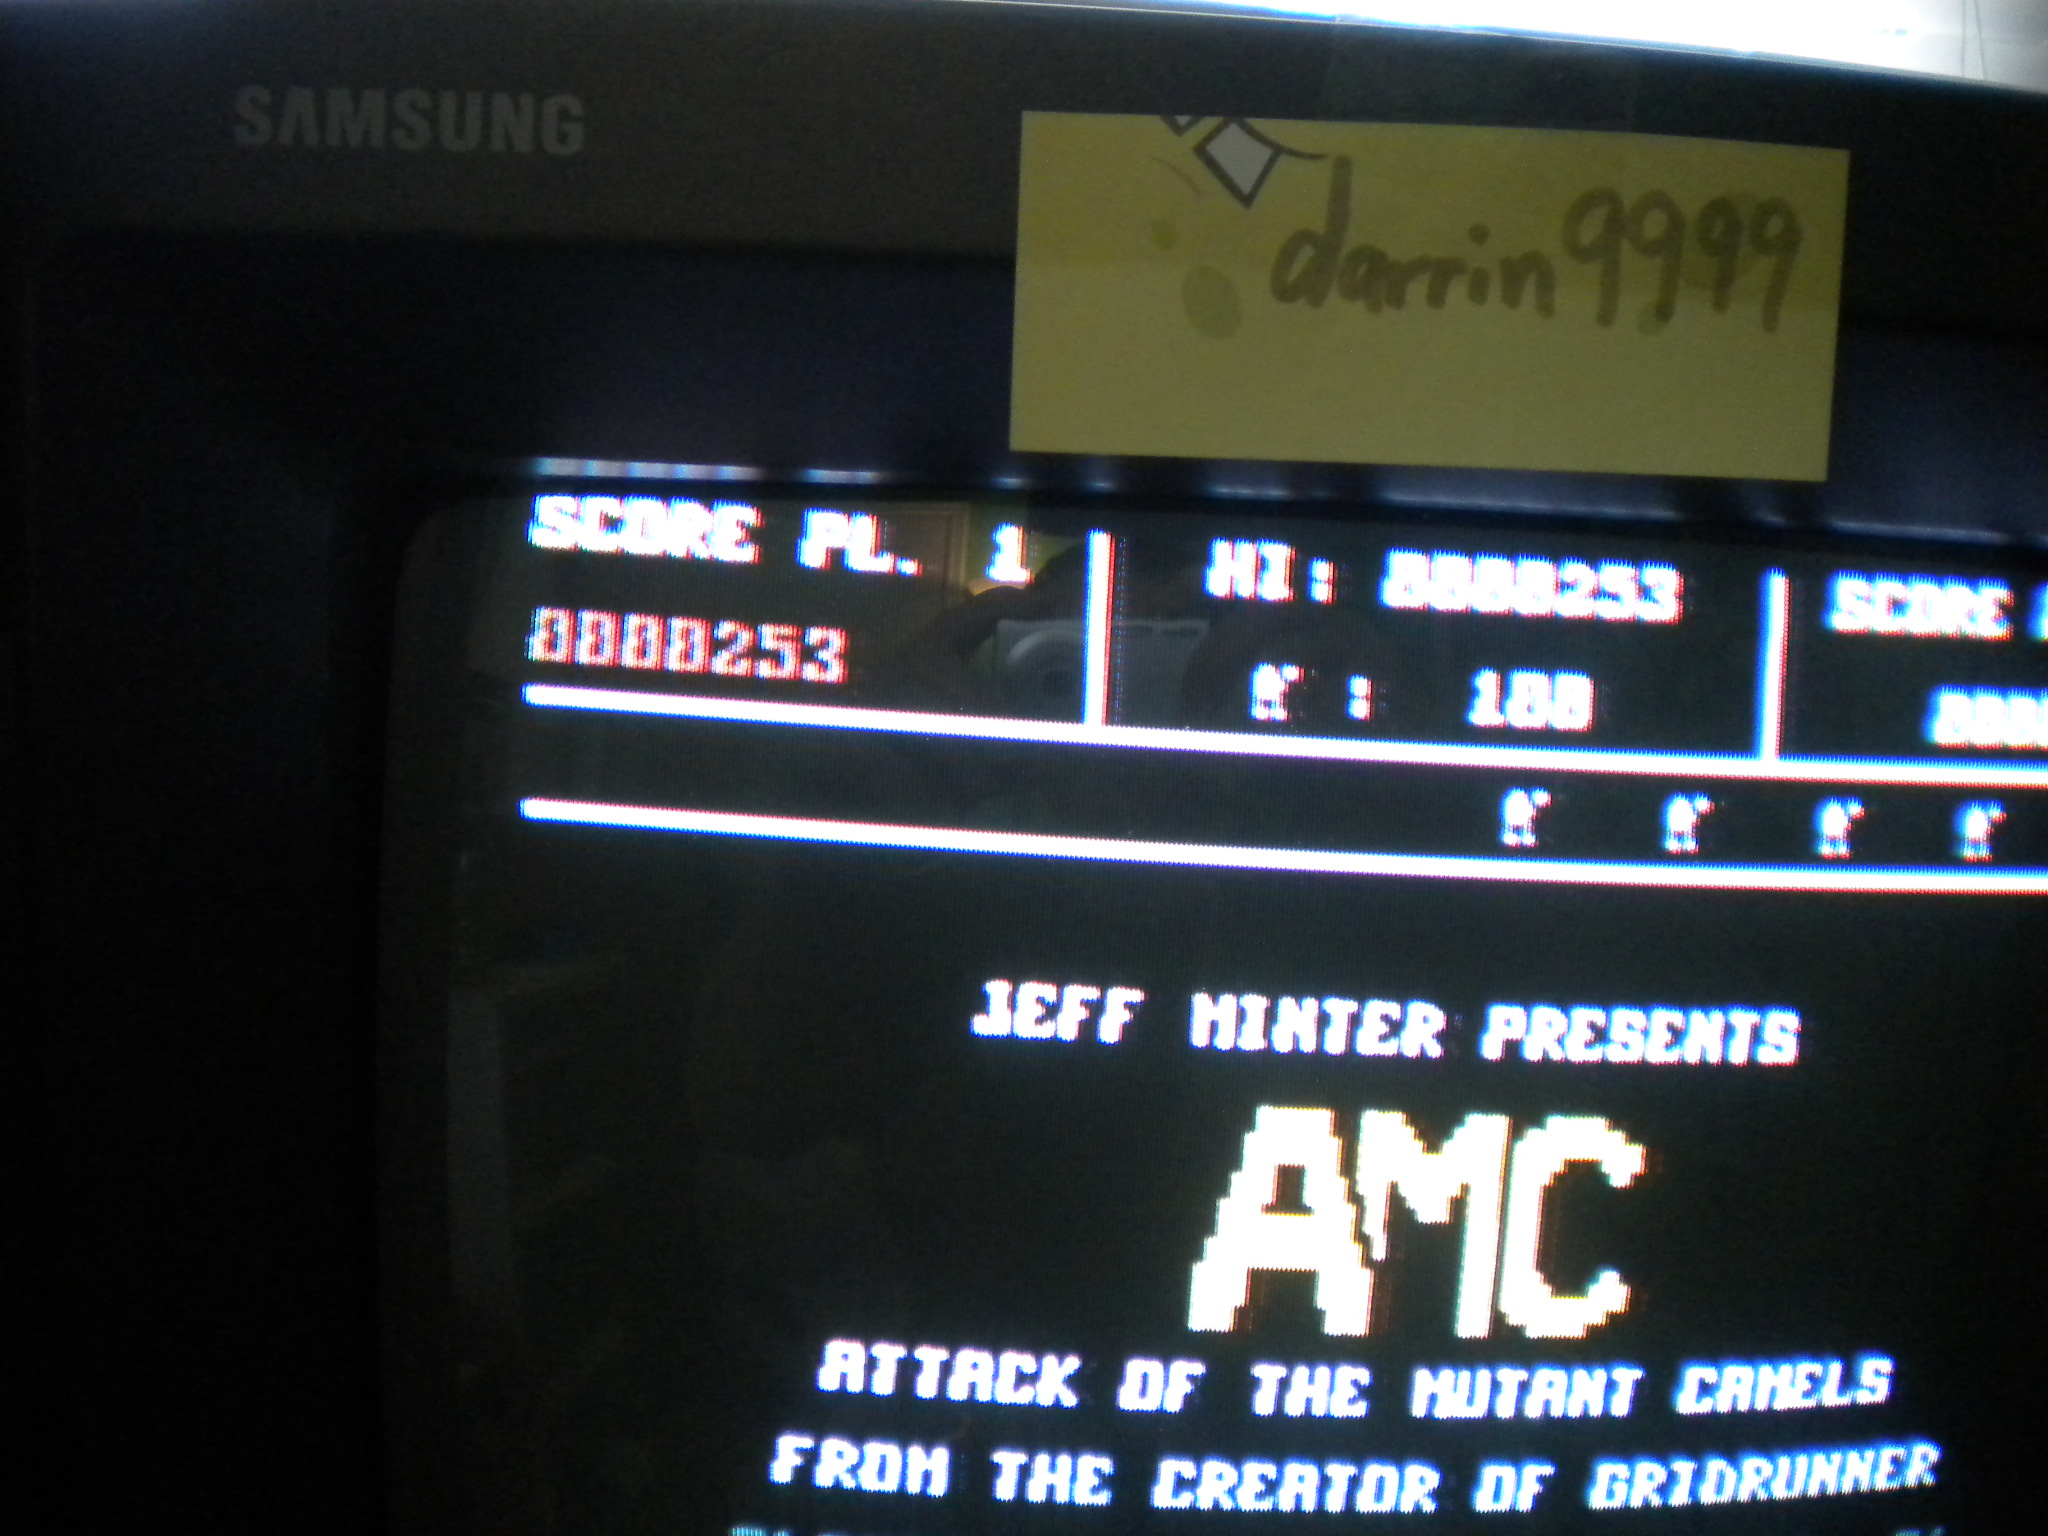 SAMSUNG
darrin9999
SCORE PL. 1
HI: 0000253
SCORE
0000253
: 100
JEFF MINTER PRESENTS
AMC
ATTACK OF THE MUTANT CAMELS
FROM THE CREATOR OF GRIDRUNNER